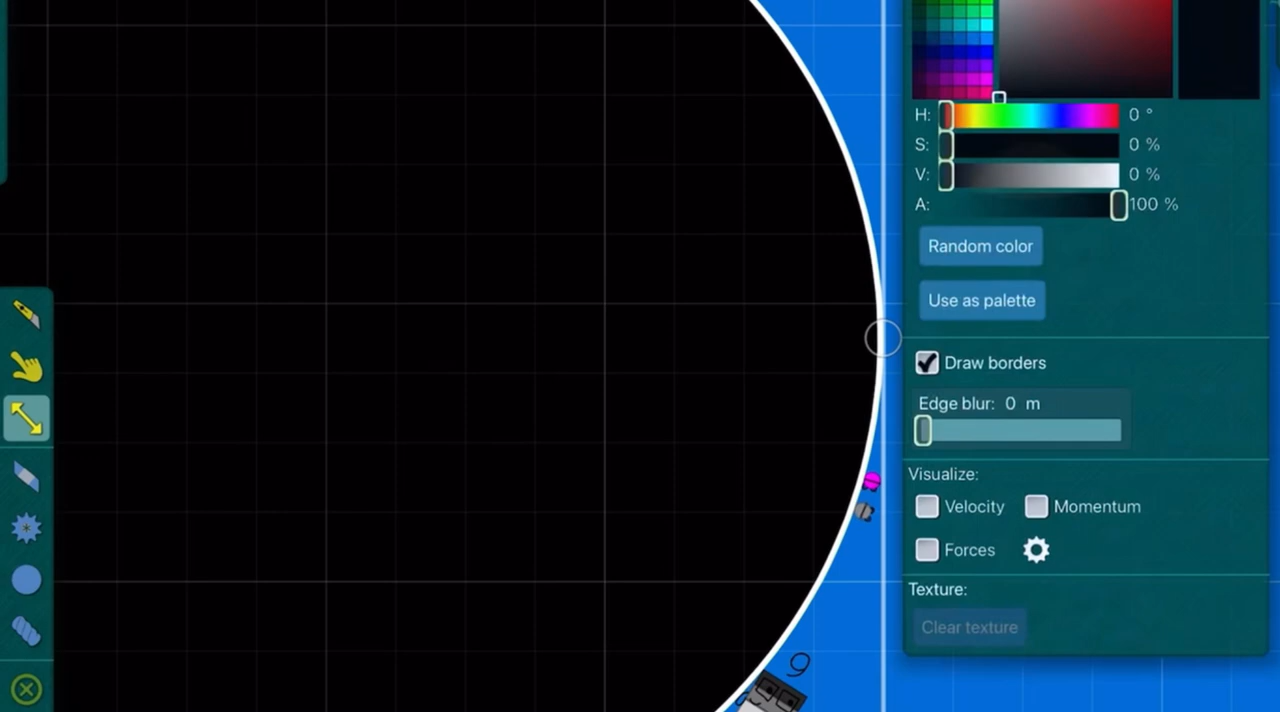 H: 0 °
S: 0 %
V: 0 %
A: 100 %
Random color
Use as palette
Draw borders
Edge blur: 0 m
Visualize:
Velocity Momentum
Forces
Texture:
Clear texture
9